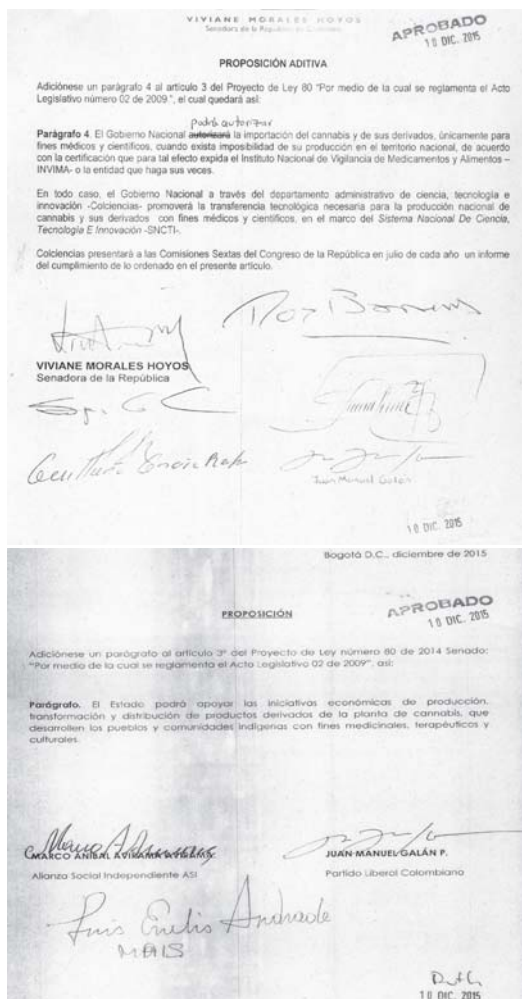 VIVIANE MORALES HOYOS
Senadora de la República de Colombia
APROBADO
10 DIC. 2015
PROPOSICIÓN ADITIVA
Adiciónese un parágrafo 4 al artículo 3 del Proyecto de Ley 80 "Por medio de la cual se reglamenta el Acto
Legislativo número 02 de 2009.", el cual quedará así:
podrá autorizar
Parágrafo 4. El Gobierno Nacional autorizará la importación del cannabis y de sus derivados, únicamente para
fines médicos y científicos, cuando exista imposibilidad de su producción en el territorio nacional, de acuerdo
con la certificación que para tal efecto expida el Instituto Nacional de Vigilancia de Medicamentos y Alimentos –
INVIMA- o la entidad que haga sus veces.
En todo caso, el Gobierno Nacional a través del departamento administrativo de ciencia, tecnología e
innovación -Colciencias- promoverá la transferencia tecnológica necesaria para la producción nacional de
cannabis y sus derivados con fines médicos y científicos, en el marco del Sistema Nacional De Ciencia,
Tecnología E Innovación -SNCTI-.
Colciencias presentará a las Comisiones Sextas del Congreso de la República en julio de cada año un informe
del cumplimiento de lo ordenado en el presente artículo.
VIVIANE MORALES HOYOS
Senadora de la República
Juan Manuel Galán
10 DIC. 2015
Bogotá D.C., diciembre de 2015
PROPOSICIÓN
APROBADO
10 DIC. 2015
Adiciónese un parágrafo al artículo 3° del Proyecto de Ley número 80 de 2014 Senado:
"Por medio de la cual se reglamenta el Acto Legislativo 02 de 2009", así:
Parágrafo. El Estado podrá apoyar las iniciativas económicas de producción,
transformación y distribución de productos derivados de la planta de cannabis, que
desarrollen los pueblos y comunidades indígenas con fines medicinales, terapéuticos y
culturales.
MARCO ANIBAL AVIRAMA AVIRAMA
JUAN MANUEL GALÁN P.
Alianza Social Independiente ASI
Partido Liberal Colombiano
Luis Evelis Andrade
MAIS
10 DIC. 2015